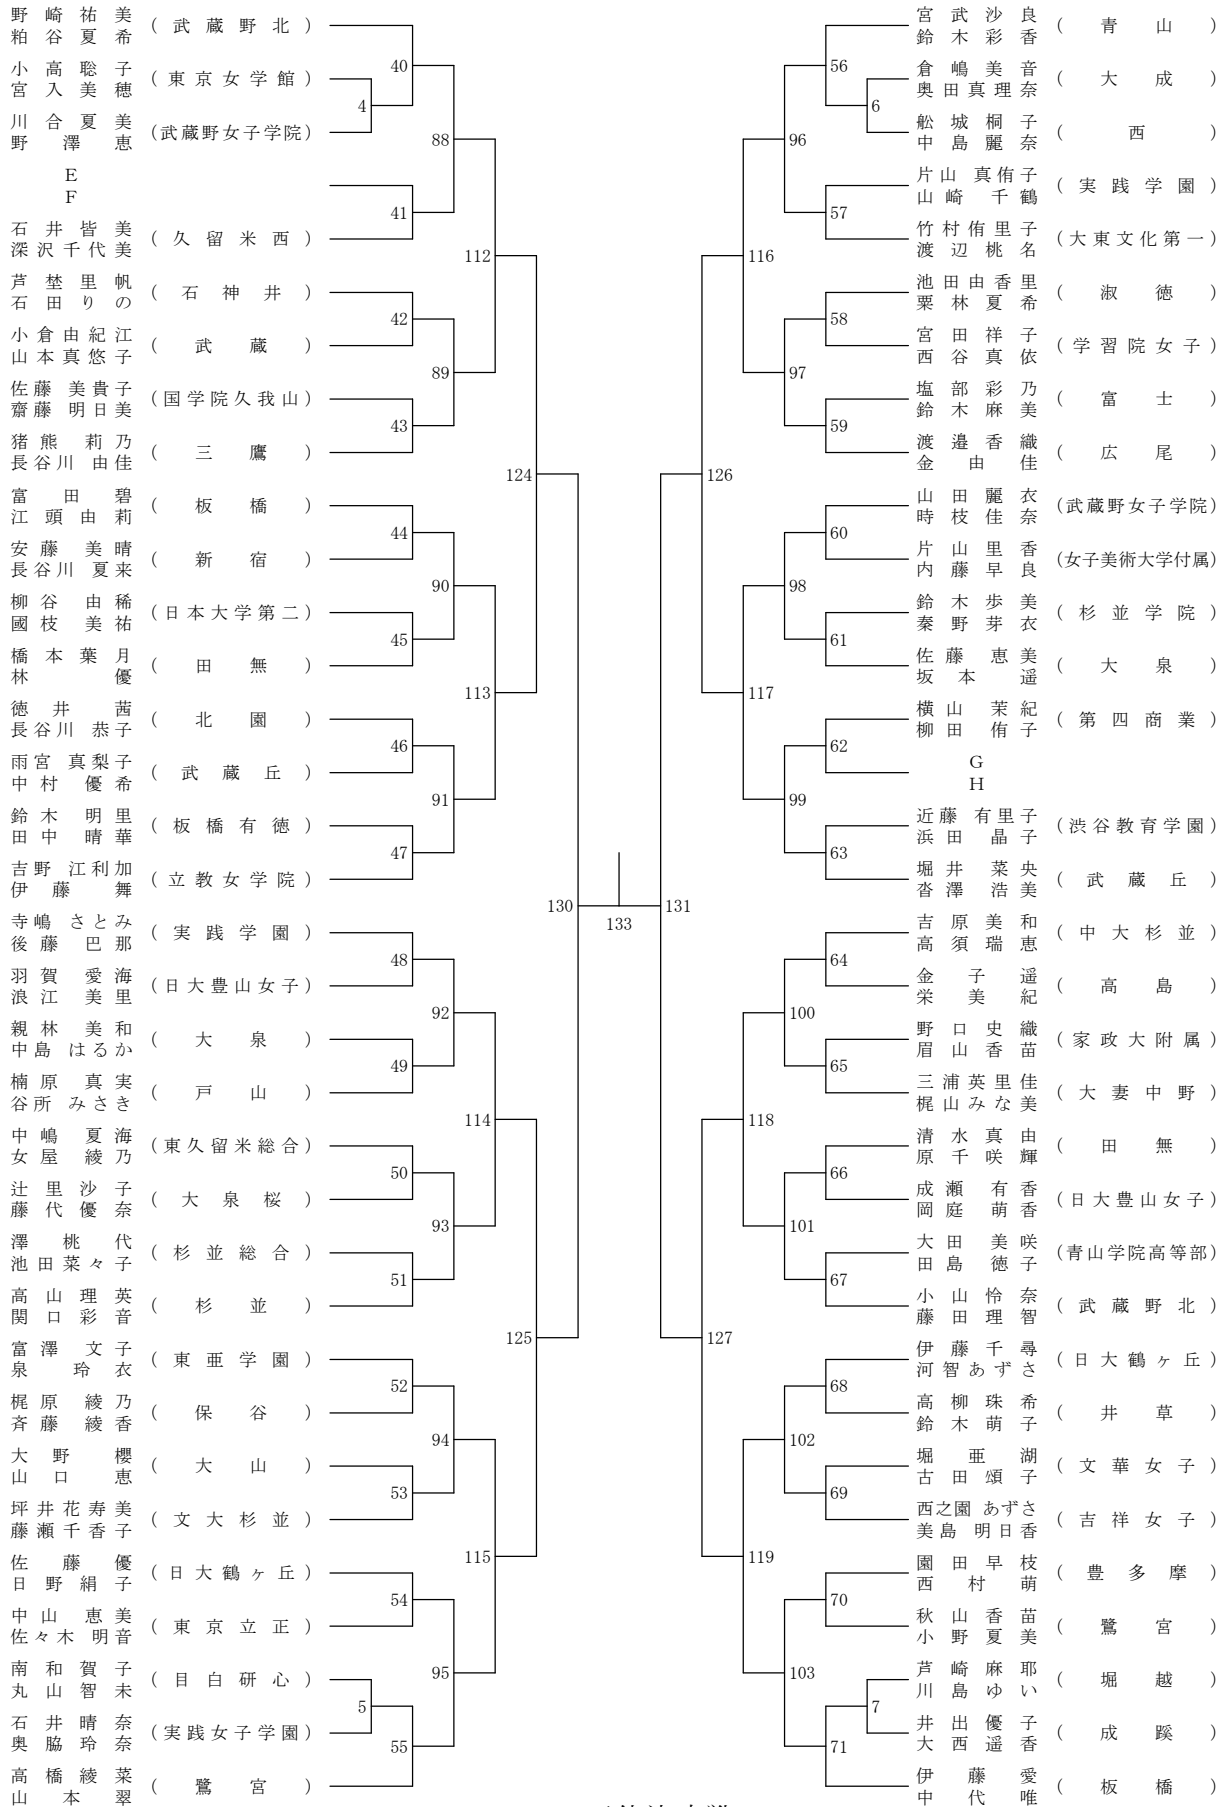 野崎祐美
粕谷夏希
(武蔵野北)
小高聡子
宮入美穂
(東京女学館)
川合夏美
野澤恵
(武蔵野女子学院)
E
F
石井皆美
深沢千代美
(久留米西)
芦埜里帆
石田りの
(石神井)
小倉由紀江
山本真悠子
(武蔵)
佐藤美貴子
齋藤明日美
(国学院久我山)
猪熊莉乃
長谷川由佳
(三鷹)
富田碧
江頭由莉
(板橋)
安藤美晴
長谷川夏来
(新宿)
柳谷由稀
國枝美祐
(日本大学第二)
橋本葉月
林優
(田無)
徳井茜
長谷川恭子
(北園)
雨宮真梨子
中村優希
(武蔵丘)
鈴木明里
田中晴華
(板橋有徳)
吉野江利加
伊藤舞
(立教女学院)
寺嶋さとみ
後藤巴那
(実践学園)
羽賀愛海
浪江美里
(日大豊山女子)
親林美和
中島はるか
(大泉)
楠原真実
谷所みさき
(戸山)
中嶋夏海
女屋綾乃
(東久留米総合)
辻里沙子
藤代優奈
(大泉桜)
澤桃代
池田菜々子
(杉並総合)
高山理英
関口彩音
(杉並)
富澤文子
泉玲衣
(東亜学園)
梶原綾乃
斉藤綾香
(保谷)
大野櫻
山口恵
(大山)
坪井花寿美
藤瀬千香子
(文大杉並)
佐藤優
日野絹子
(日大鶴ヶ丘)
中山恵美
佐々木明音
(東京立正)
南和賀子
丸山智未
(目白研心)
石井晴奈
奥脇玲奈
(実践女子学園)
高橋綾菜
山本翠
(鷺宮)
4
5
40
41
42
43
44
45
46
47
48
49
50
51
52
53
54
55
88
89
90
91
92
93
94
95
112
113
114
115
124
125
130
133
131
126
127
116
117
118
119
96
97
98
99
100
101
102
103
56
57
58
59
60
61
62
63
64
65
66
67
68
69
70
71
6
7
宮武沙良
鈴木彩香
(青山)
倉嶋美音
奥田真理奈
(大成)
舩城桐子
中島麗奈
(西)
片山真侑子
山崎千鶴
(実践学園)
竹村侑里子
渡辺桃名
(大東文化第一)
池田由香里
栗林夏希
(淑徳)
宮田祥子
西谷真依
(学習院女子)
塩部彩乃
鈴木麻美
(富士)
渡邉香織
金由佳
(広尾)
山田麗衣
時枝佳奈
(武蔵野女子学院)
片山里香
内藤早良
(女子美術大学付属)
鈴木歩美
秦野芽衣
(杉並学院)
佐藤恵美
坂本遥
(大泉)
横山茉紀
柳田侑子
(第四商業)
G
H
近藤有里子
浜田晶子
(渋谷教育学園)
堀井菜央
沓澤浩美
(武蔵丘)
吉原美和
高須瑞恵
(中大杉並)
金子遥
栄美紀
(高島)
野口史織
眉山香苗
(家政大附属)
三浦英里佳
梶山みな美
(大妻中野)
清水真由
原千咲輝
(田無)
成瀬有香
岡庭萌香
(日大豊山女子)
大田美咲
田島徳子
(青山学院高等部)
小山怜奈
藤田理智
(武蔵野北)
伊藤千尋
河智あずさ
(日大鶴ヶ丘)
高柳珠希
鈴木萌子
(井草)
堀亜湖
古田頌子
(文華女子)
西之園あずさ
美島明日香
(吉祥女子)
園田早枝
西村萌
(豊多摩)
秋山香苗
小野夏美
(鷺宮)
芦崎麻耶
川島ゆい
(堀越)
井出優子
大西遥香
(成蹊)
伊藤愛
中代唯
(板橋)